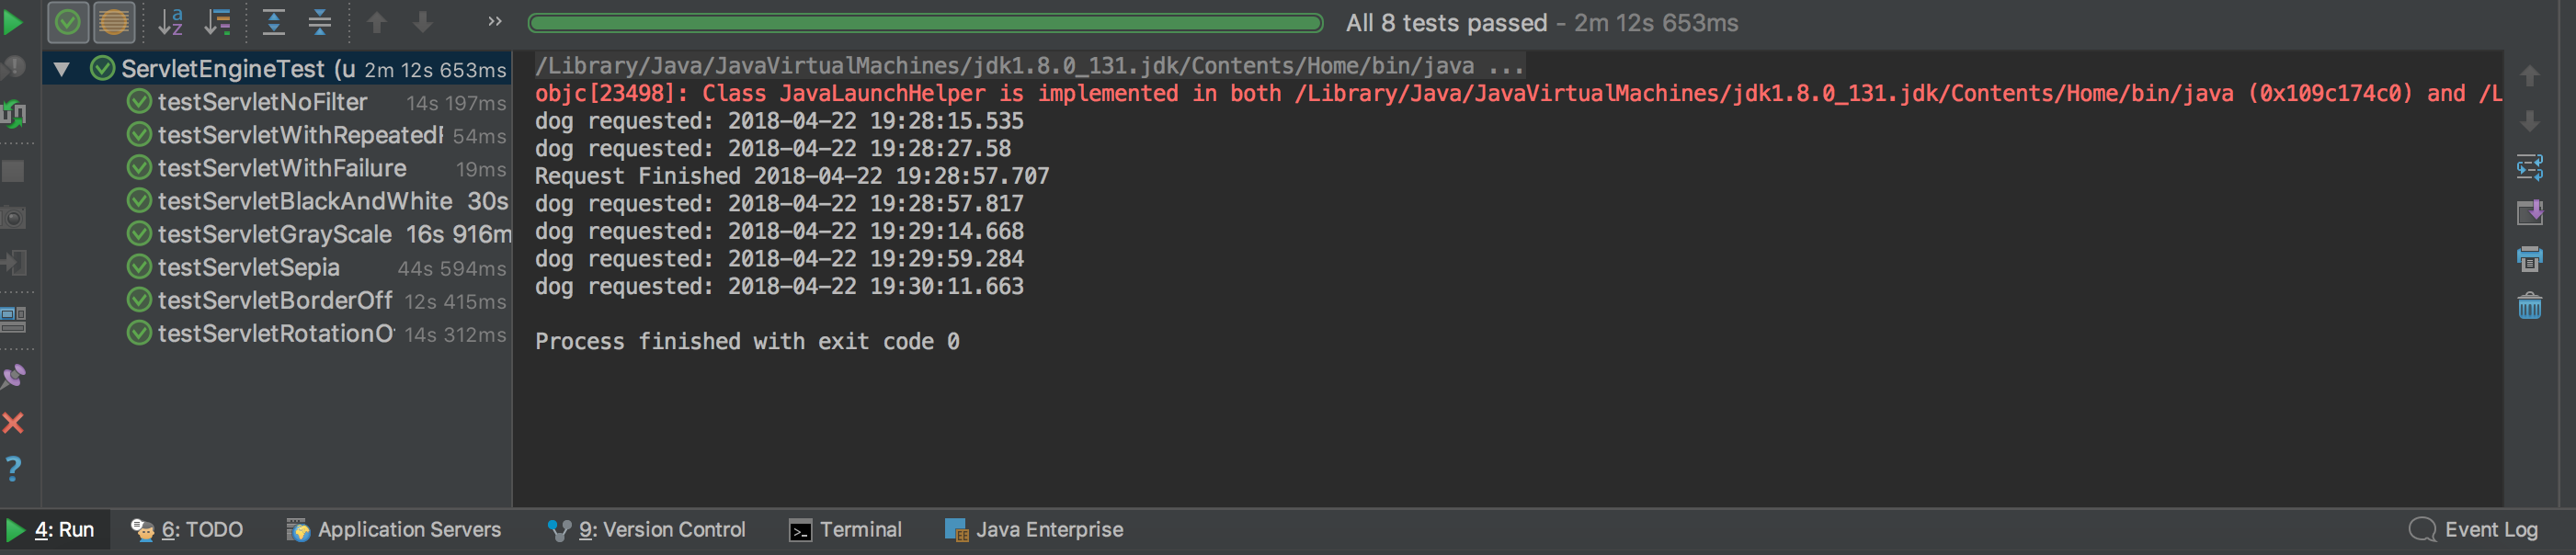 All 8 tests passed - 2m 12s 653ms
ServletEngineTest (u 2m 12s 653ms
testServletNoFilter 14s 197ms
testServletWithRepeatedF 54ms
testServletWithFailure 19ms
testServletBlackAndWhite 30s
testServletGrayScale 16s 916m
testServletSepia 44s 594ms
testServletBorderOff 12s 415ms
testServletRotationO 14s 312ms
/Library/Java/JavaVirtualMachines/jdk1.8.0_131.jdk/Contents/Home/bin/java ...
objc[23498]: Class JavaLaunchHelper is implemented in both /Library/Java/JavaVirtualMachines/jdk1.8.0_131.jdk/Contents/Home/bin/java (0x109c174c0) and /L
dog requested: 2018-04-22 19:28:15.535
dog requested: 2018-04-22 19:28:27.58
Request Finished 2018-04-22 19:28:57.707
dog requested: 2018-04-22 19:28:57.817
dog requested: 2018-04-22 19:29:14.668
dog requested: 2018-04-22 19:29:59.284
dog requested: 2018-04-22 19:30:11.663
Process finished with exit code 0
4: Run 6: TODO Application Servers 9: Version Control Terminal Java Enterprise Event Log